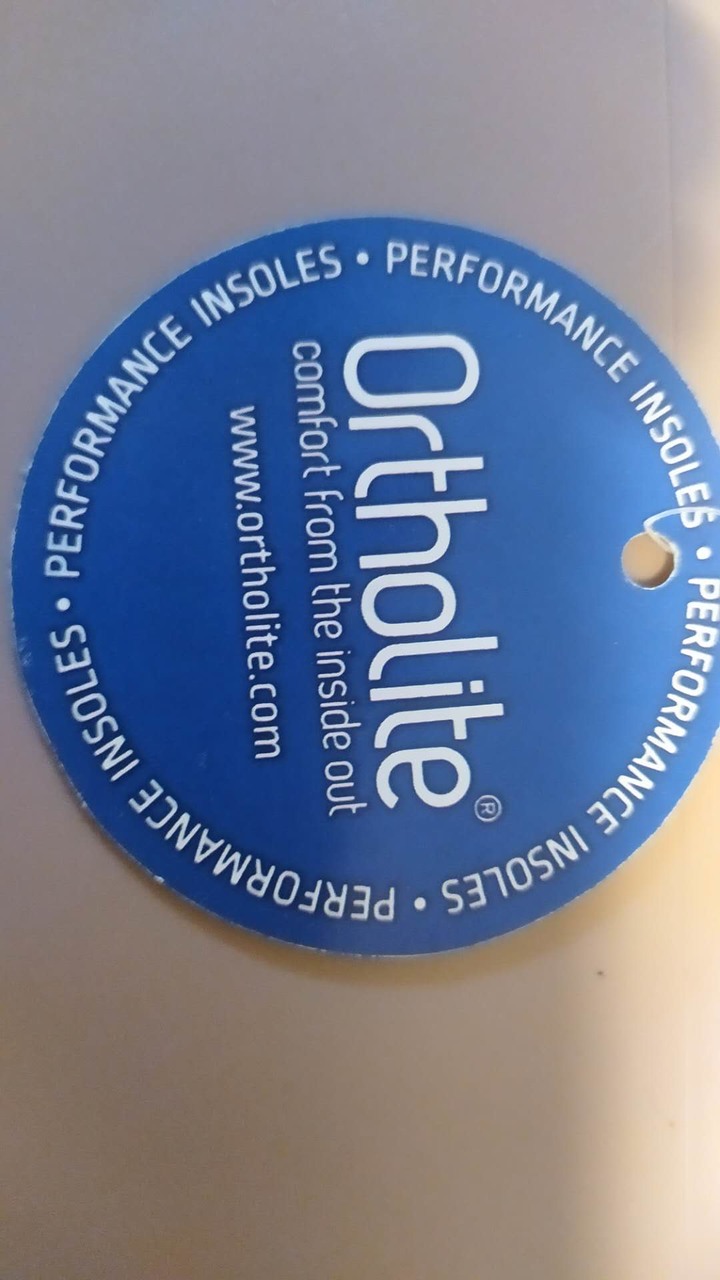 PERFORMANCE INSOLES • PERFORMANCE INSOLES • PERFORMANCE INSOLES • PERFORMANCE INSOLES •
Ortholite®
comfort from the inside out
www.ortholite.com